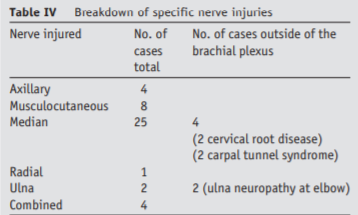 Table IV Breakdown of specific nerve injuries
Nerve injured No. of cases total No. of cases outside of the brachial plexus
Axillary 4
Musculocutaneous 8
Median 25 4
(2 cervical root disease)
(2 carpal tunnel syndrome)
Radial 1
Ulna 2 2 (ulna neuropathy at elbow)
Combined 4